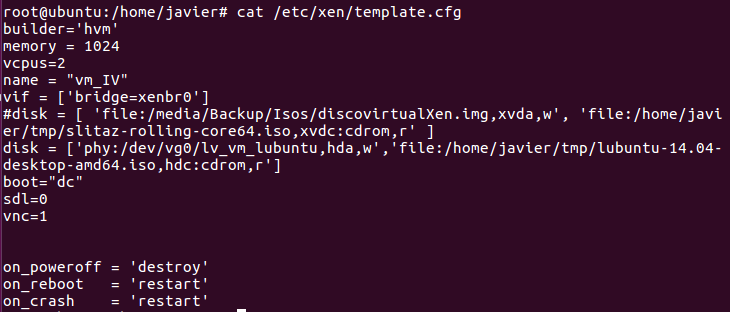 root@ubuntu:/home/javier# cat /etc/xen/template.cfg
builder='hvm'
memory = 1024
vcpus=2
name = "vm_IV"
vif = ['bridge=xenbr0']
#disk = [ 'file:/media/Backup/Isos/discovirtualXen.img,xvda,w', 'file:/home/javi
er/tmp/slitaz-rolling-core64.iso,xvdc:cdrom,r' ]
disk = ['phy:/dev/vg0/lv_vm_lubuntu,hda,w','file:/home/javier/tmp/lubuntu-14.04-
desktop-amd64.iso,hdc:cdrom,r']
boot="dc"
sdl=0
vnc=1
on_poweroff = 'destroy'
on_reboot   = 'restart'
on_crash    = 'restart'